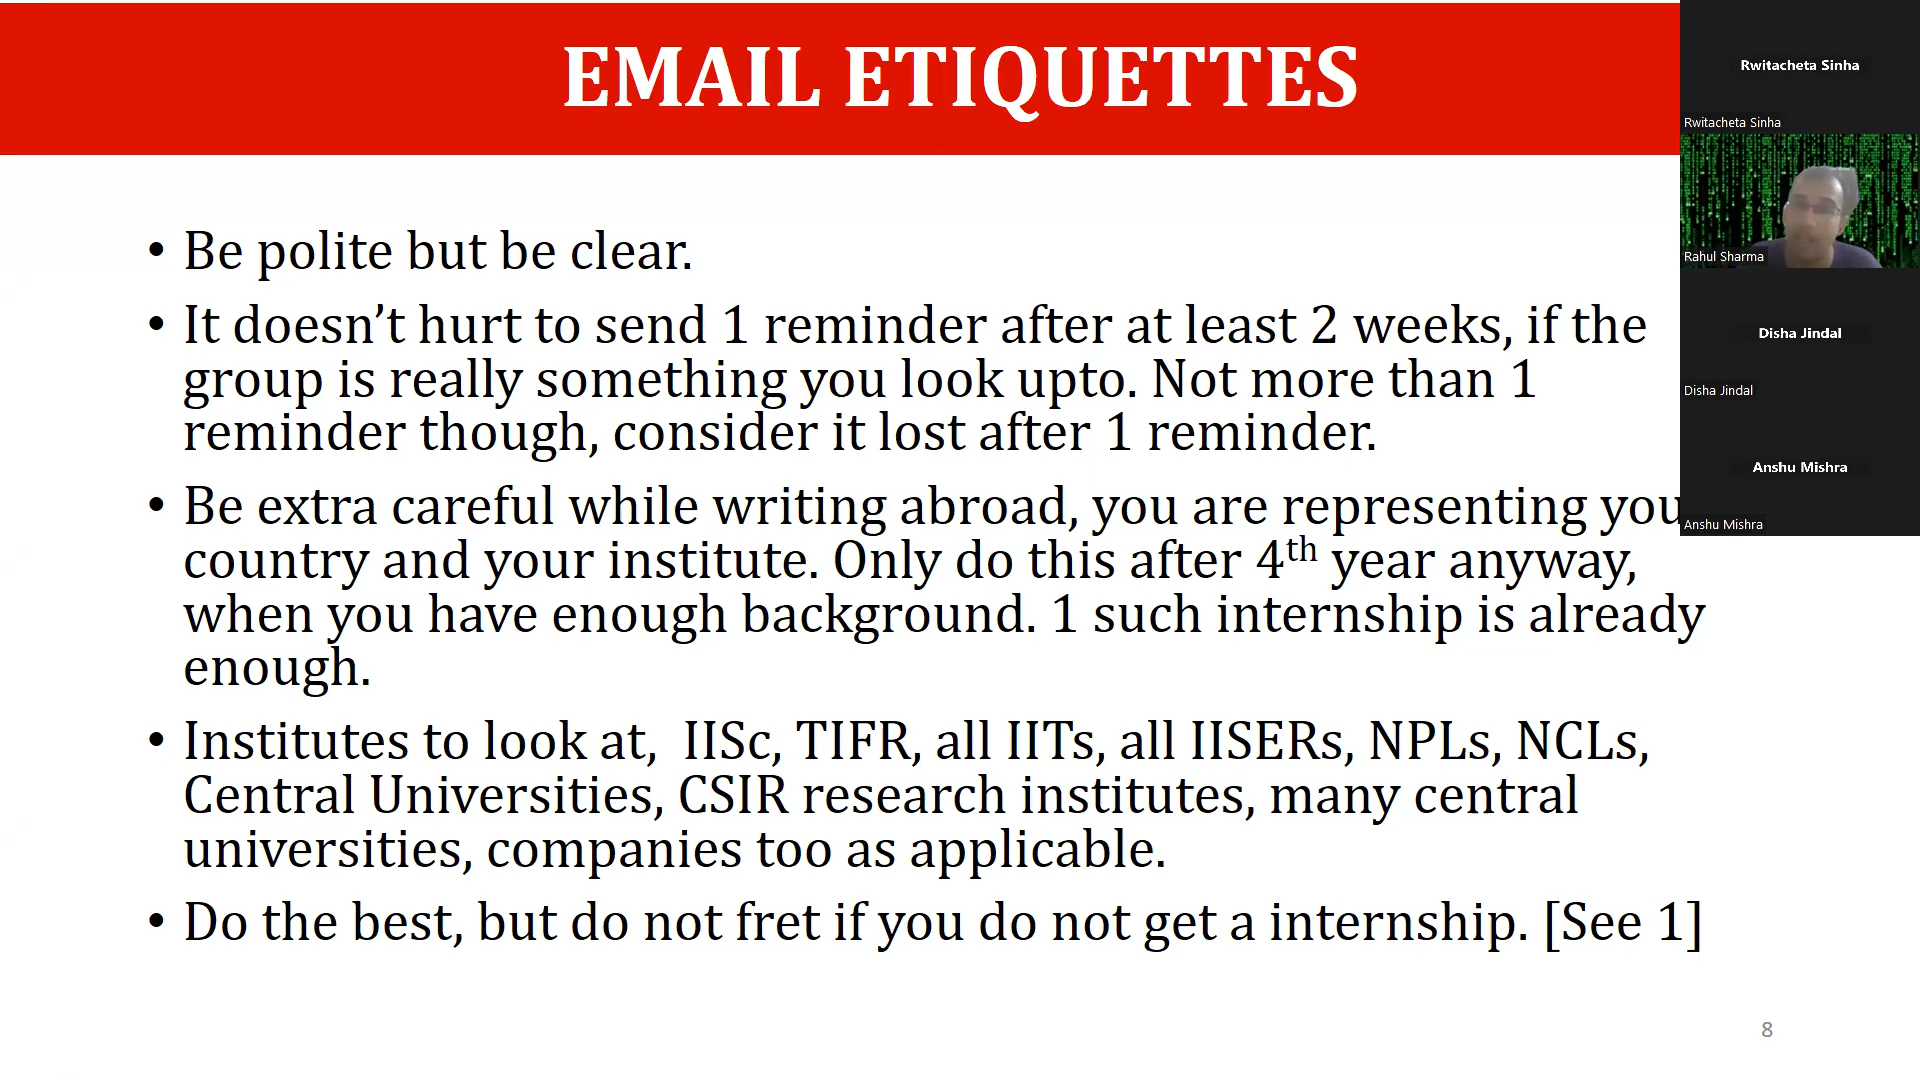 EMAIL ETIQUETTES
• Be polite but be clear.
• It doesn’t hurt to send 1 reminder after at least 2 weeks, if the
group is really something you look upto. Not more than 1
reminder though, consider it lost after 1 reminder.
• Be extra careful while writing abroad, you are representing you
country and your institute. Only do this after 4th year anyway,
when you have enough background. 1 such internship is already
enough.
• Institutes to look at,  IISc, TIFR, all IITs, all IISERs, NPLs, NCLs,
Central Universities, CSIR research institutes, many central
universities, companies too as applicable.
• Do the best, but do not fret if you do not get a internship. [See 1]
8
Rwitacheta Sinha
Rwitacheta Sinha
Rahul Sharma
Disha Jindal
Disha Jindal
Anshu Mishra
Anshu Mishra